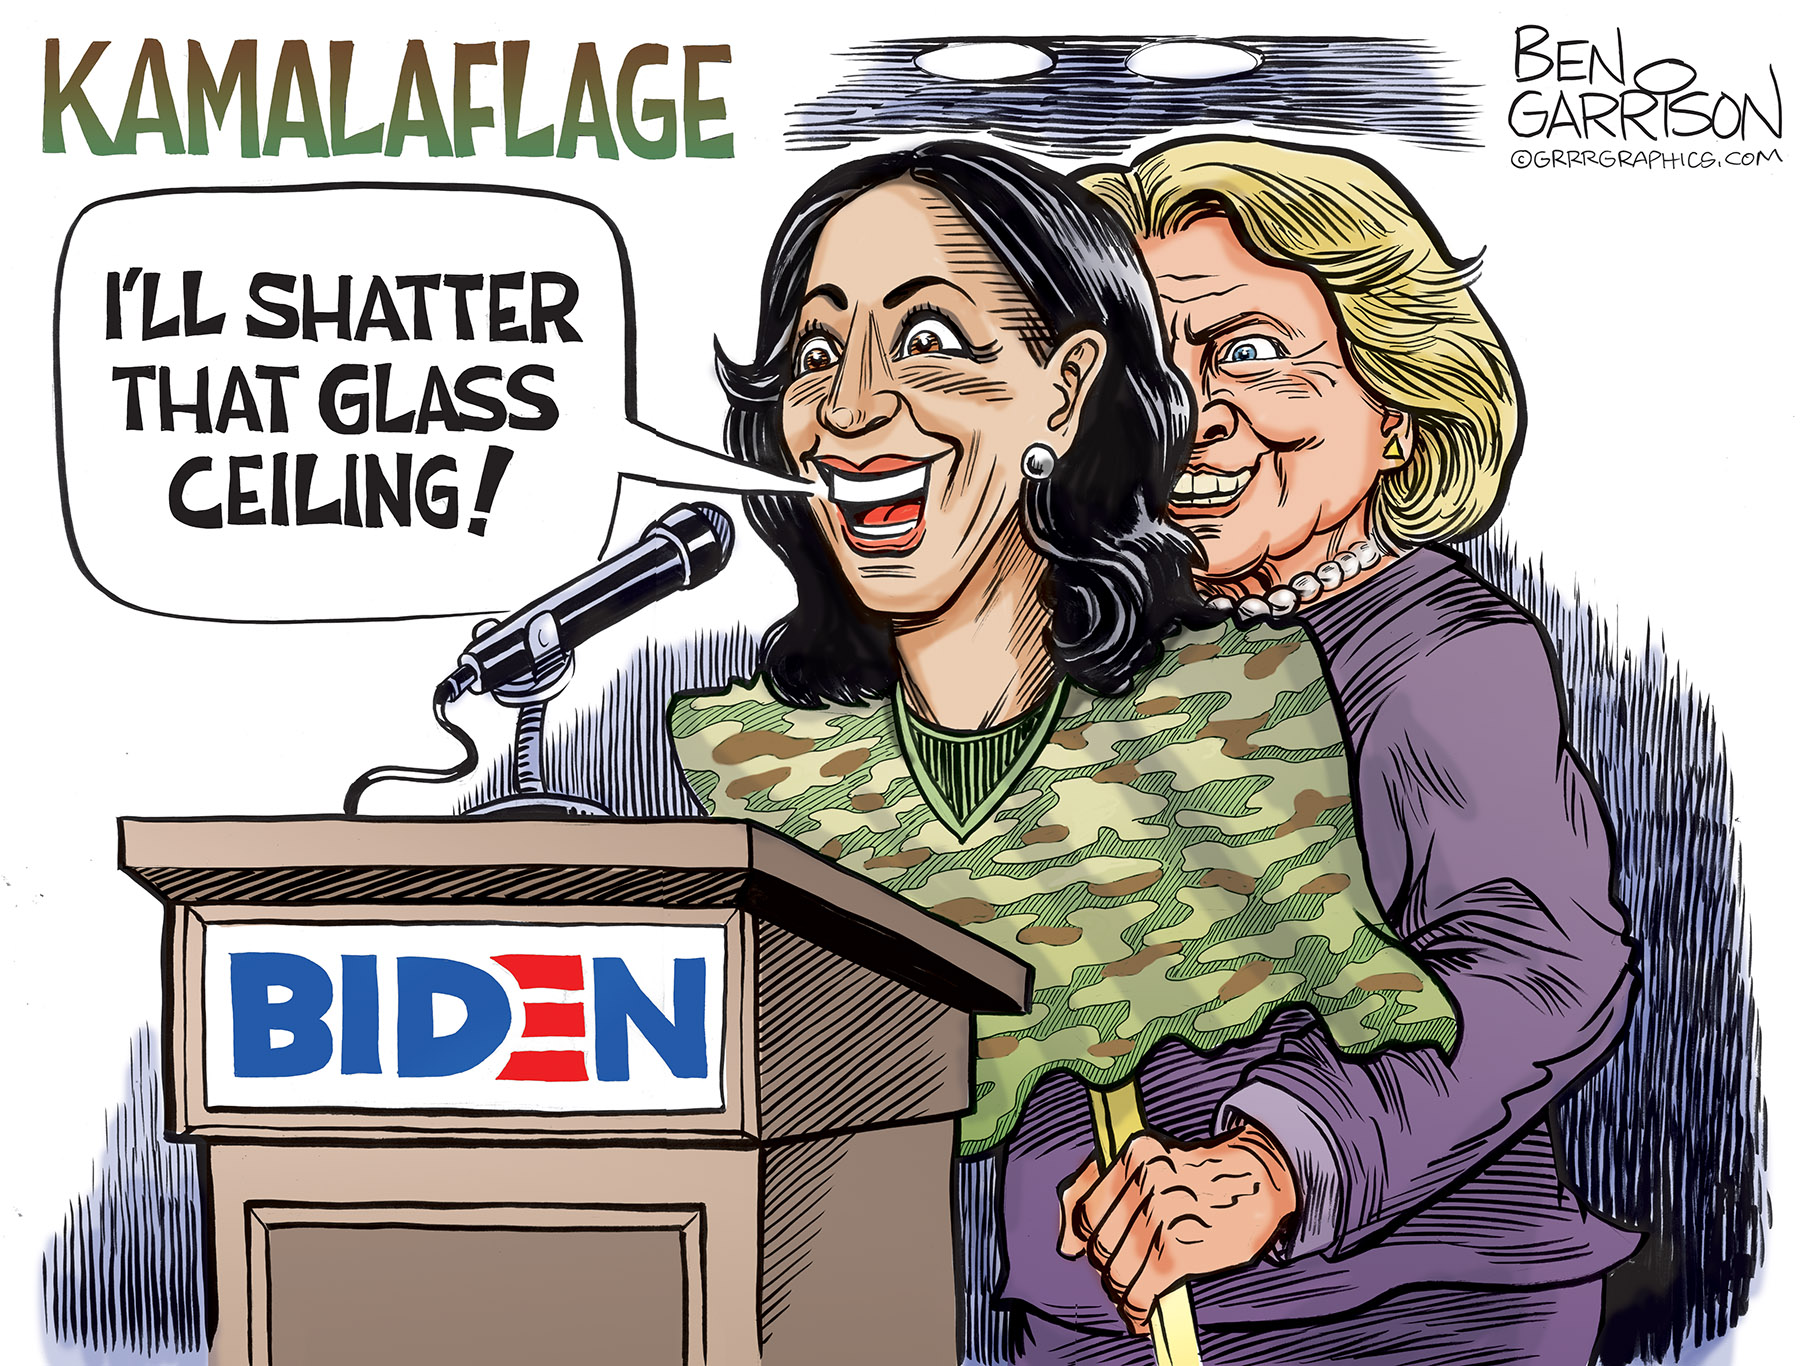 KAMALAFLAGE
BEN
GARRISON
©GRRRGRAPHICS.COM
I'LL SHATTER
THAT GLASS
CEILING!
BIDEN